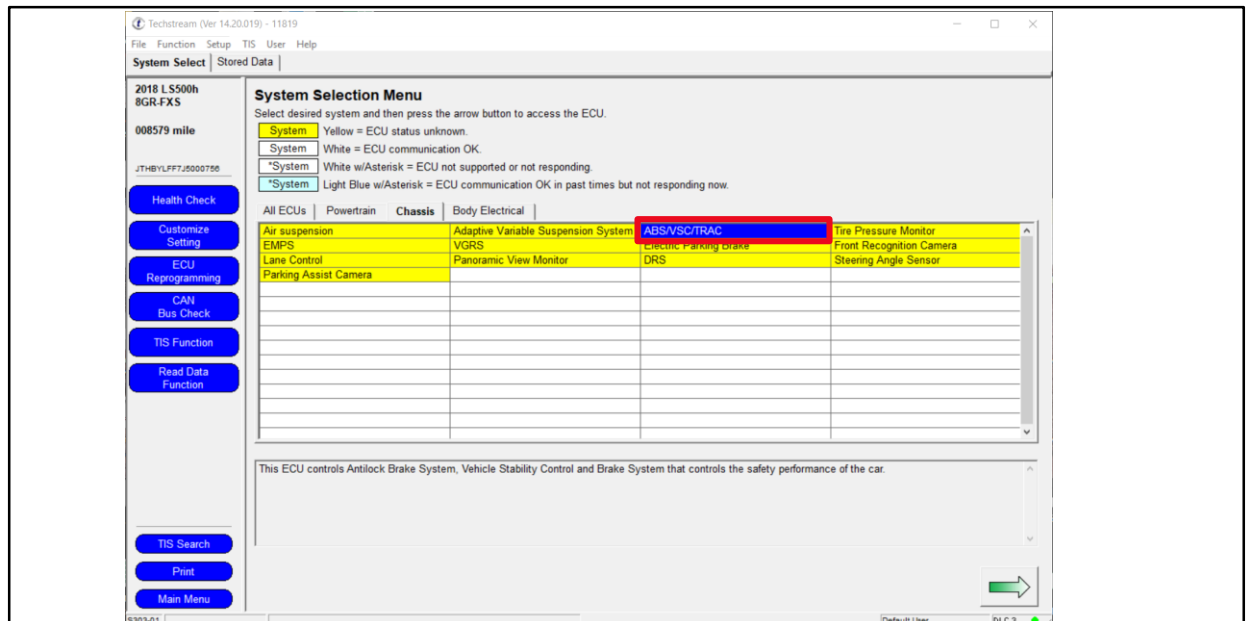 Techstream (Ver 14.20.019) - 11819
File Function Setup TIS User Help
System Select Stored Data
2018 LS500h
8GR-FXS
008579 mile
JTHBYLFF7J5000756
Health Check
Customize
Setting
ECU
Reprogramming
CAN
Bus Check
TIS Function
Read Data
Function
TIS Search
Print
Main Menu
System Selection Menu
Select desired system and then press the arrow button to access the ECU.
System Yellow = ECU status unknown.
System White = ECU communication OK.
*System White w/Asterisk = ECU not supported or not responding.
*System Light Blue w/Asterisk = ECU communication OK in past times but not responding now.
All ECUs Powertrain Chassis Body Electrical
Air suspension Adaptive Variable Suspension System ABS/VSC/TRAC Tire Pressure Monitor
EMPS VGRS Electric Parking Brake Front Recognition Camera
Lane Control Panoramic View Monitor DRS Steering Angle Sensor
Parking Assist Camera
This ECU controls Antilock Brake System, Vehicle Stability Control and Brake System that controls the safety performance of the car.
S303-01 Default User DLC 3